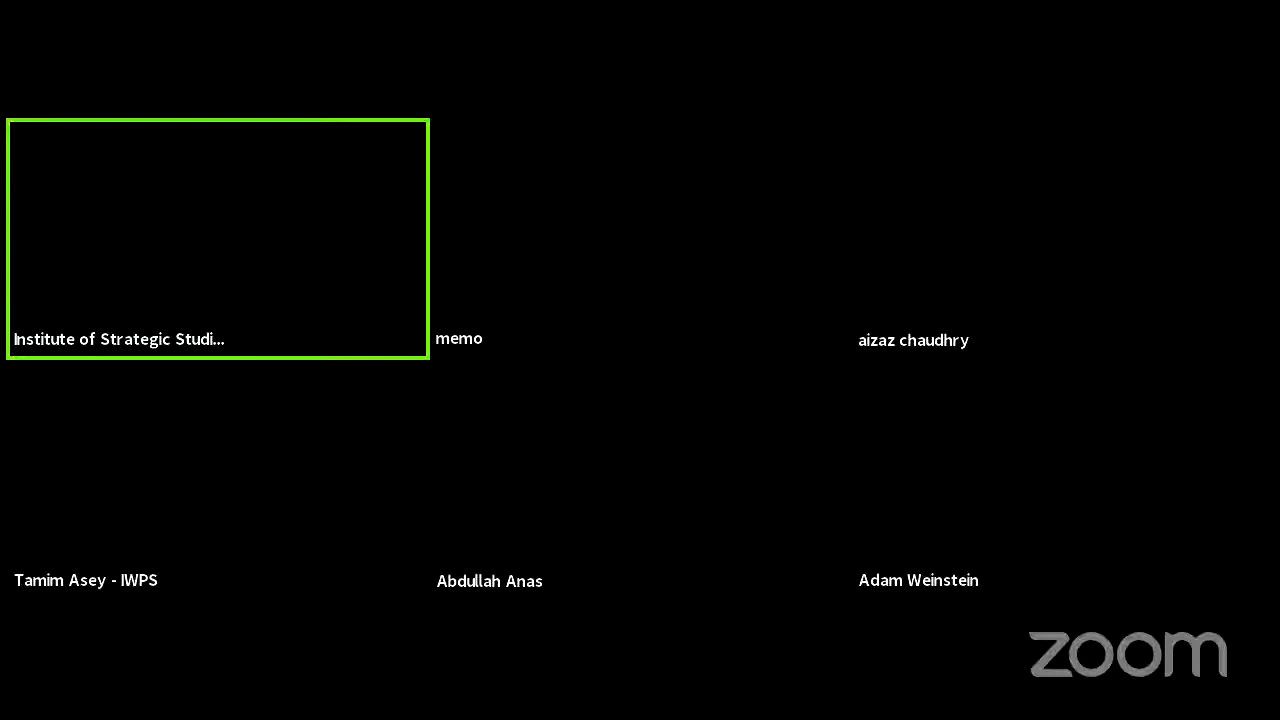 Institute of Strategic Studi...
memo
aizaz chaudhry
Tamim Asey - IWPS
Abdullah Anas
Adam Weinstein
zoom